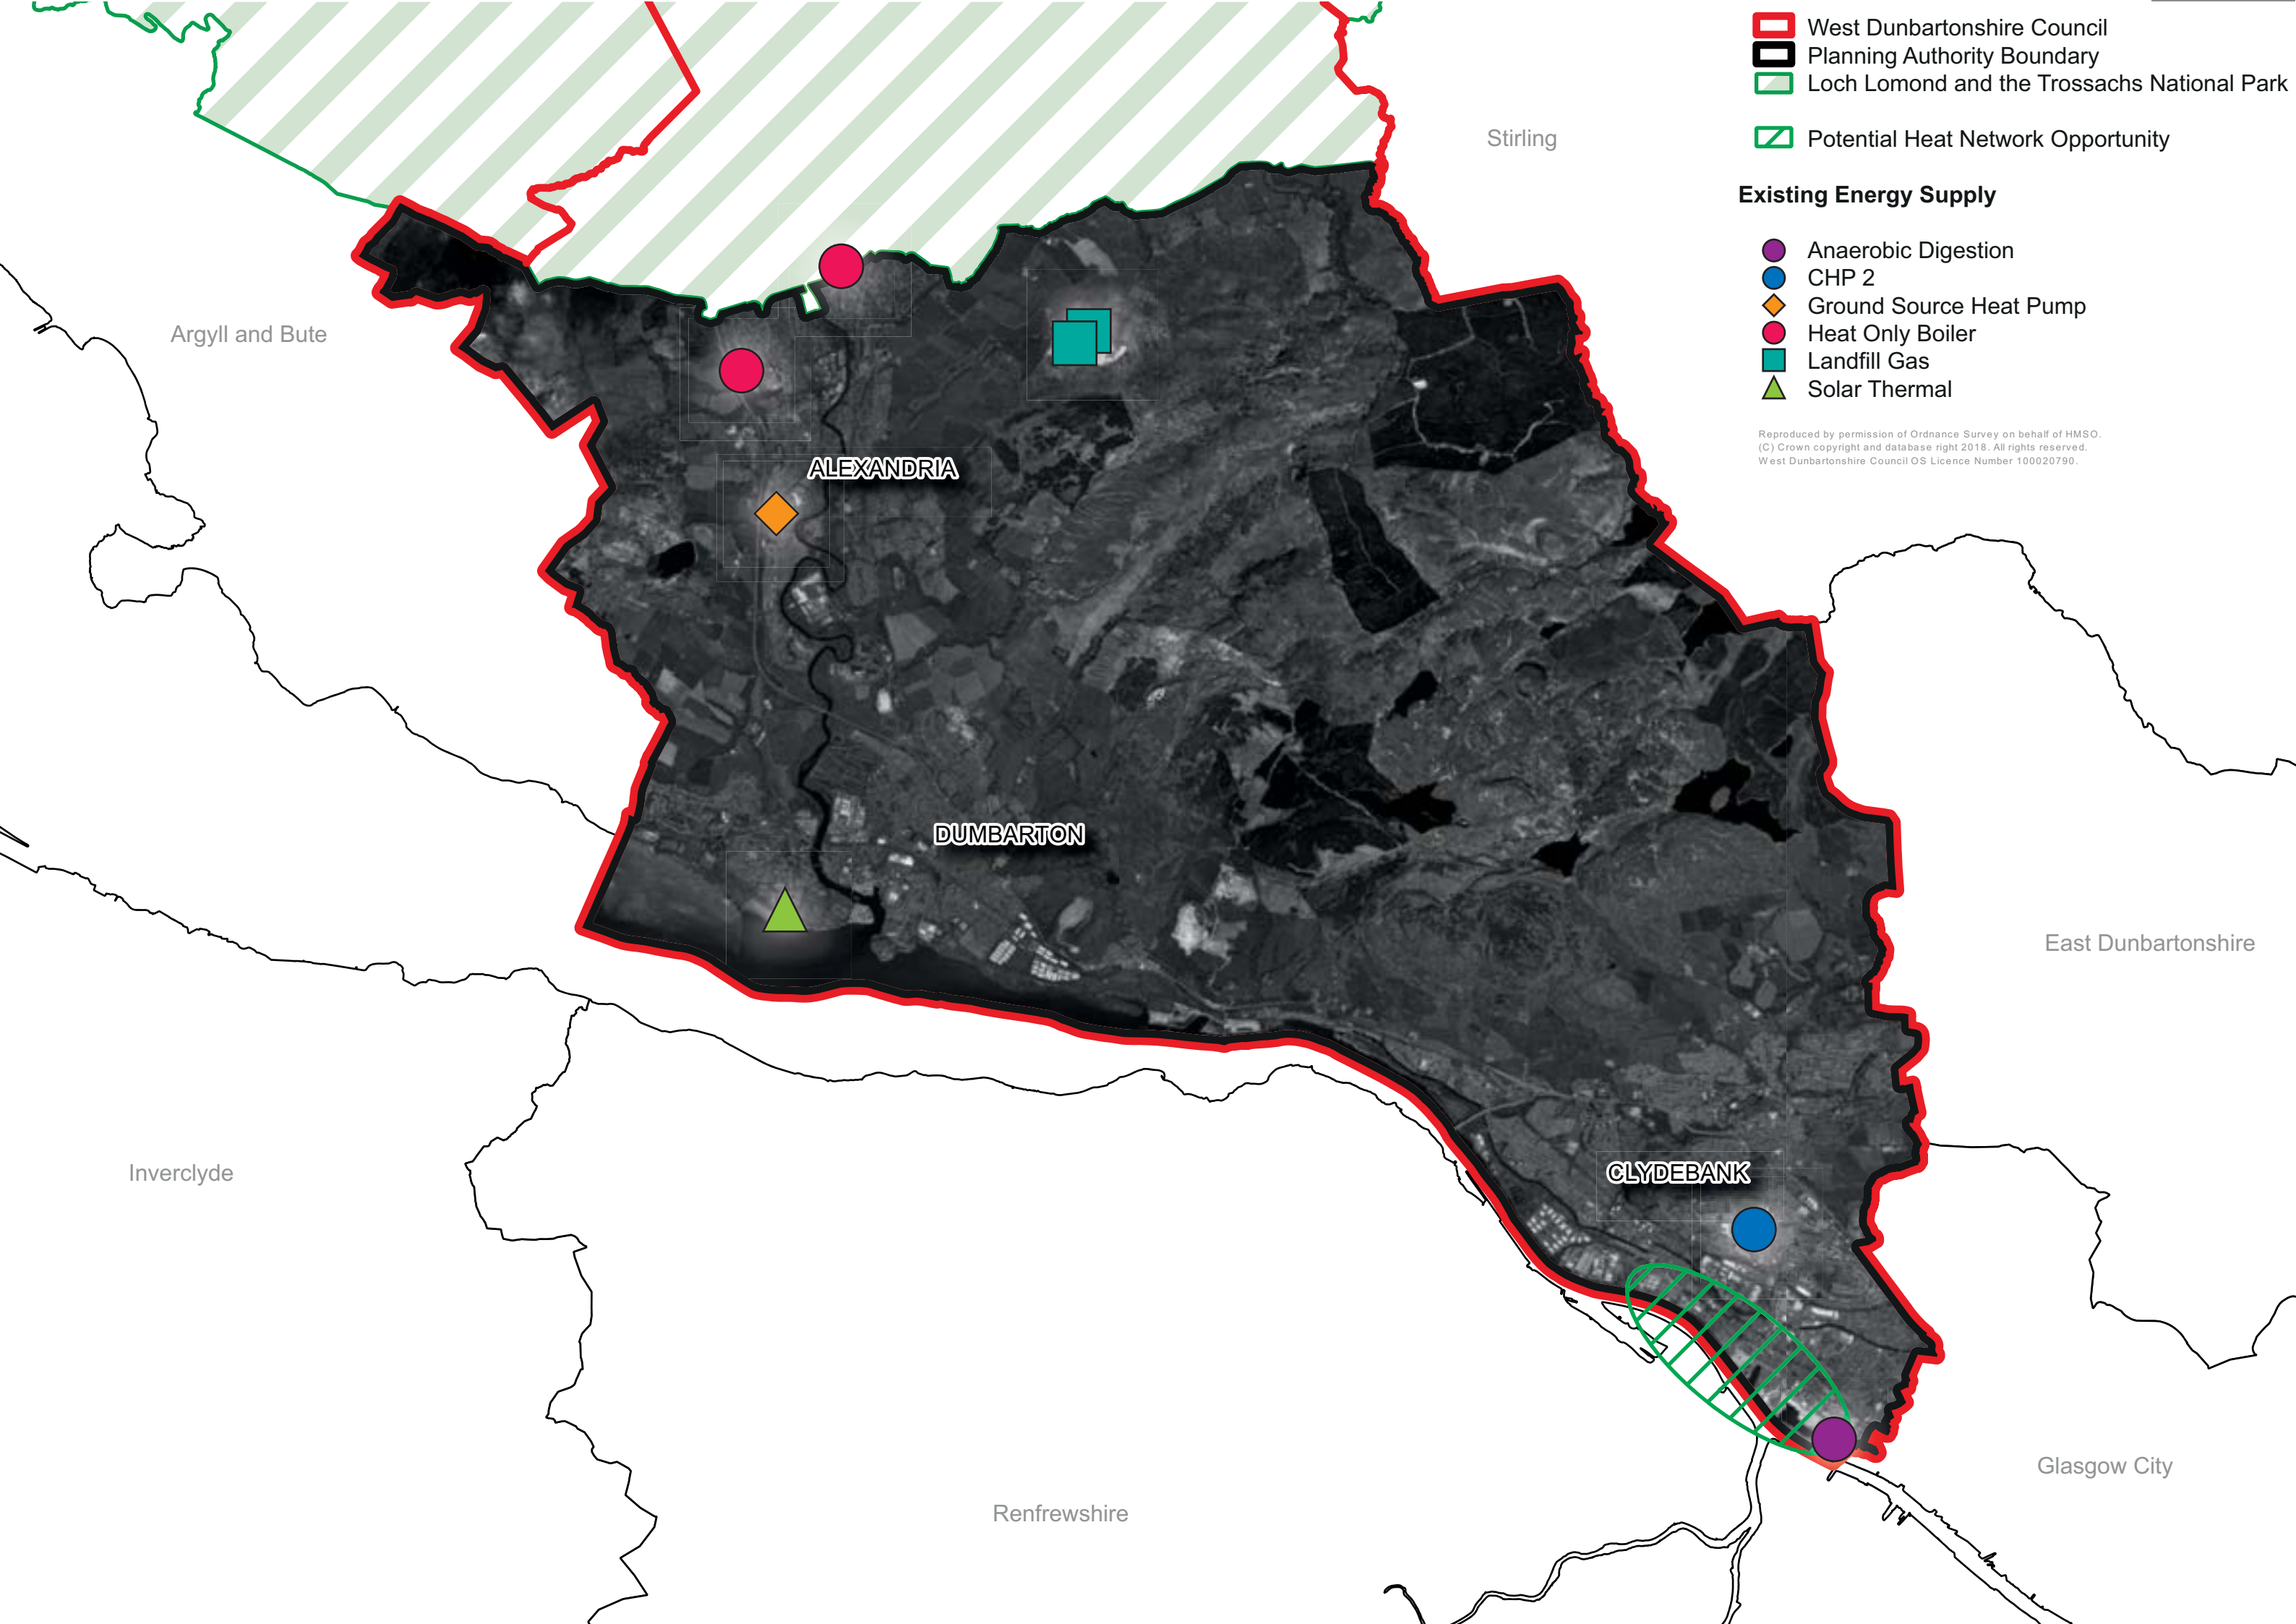 West Dunbartonshire Council
Planning Authority Boundary
Loch Lomond and the Trossachs National Park
Potential Heat Network Opportunity
Existing Energy Supply
Anaerobic Digestion
CHP 2
Ground Source Heat Pump
Heat Only Boiler
Landfill Gas
Solar Thermal
Reproduced by permission of Ordnance Survey on behalf of HMSO.
(C) Crown copyright and database right 2018. All rights reserved.
West Dunbartonshire Council OS Licence Number 100020790.
Stirling
Argyll and Bute
ALEXANDRIA
DUMBARTON
East Dunbartonshire
Inverclyde
CLYDEBANK
Glasgow City
Renfrewshire